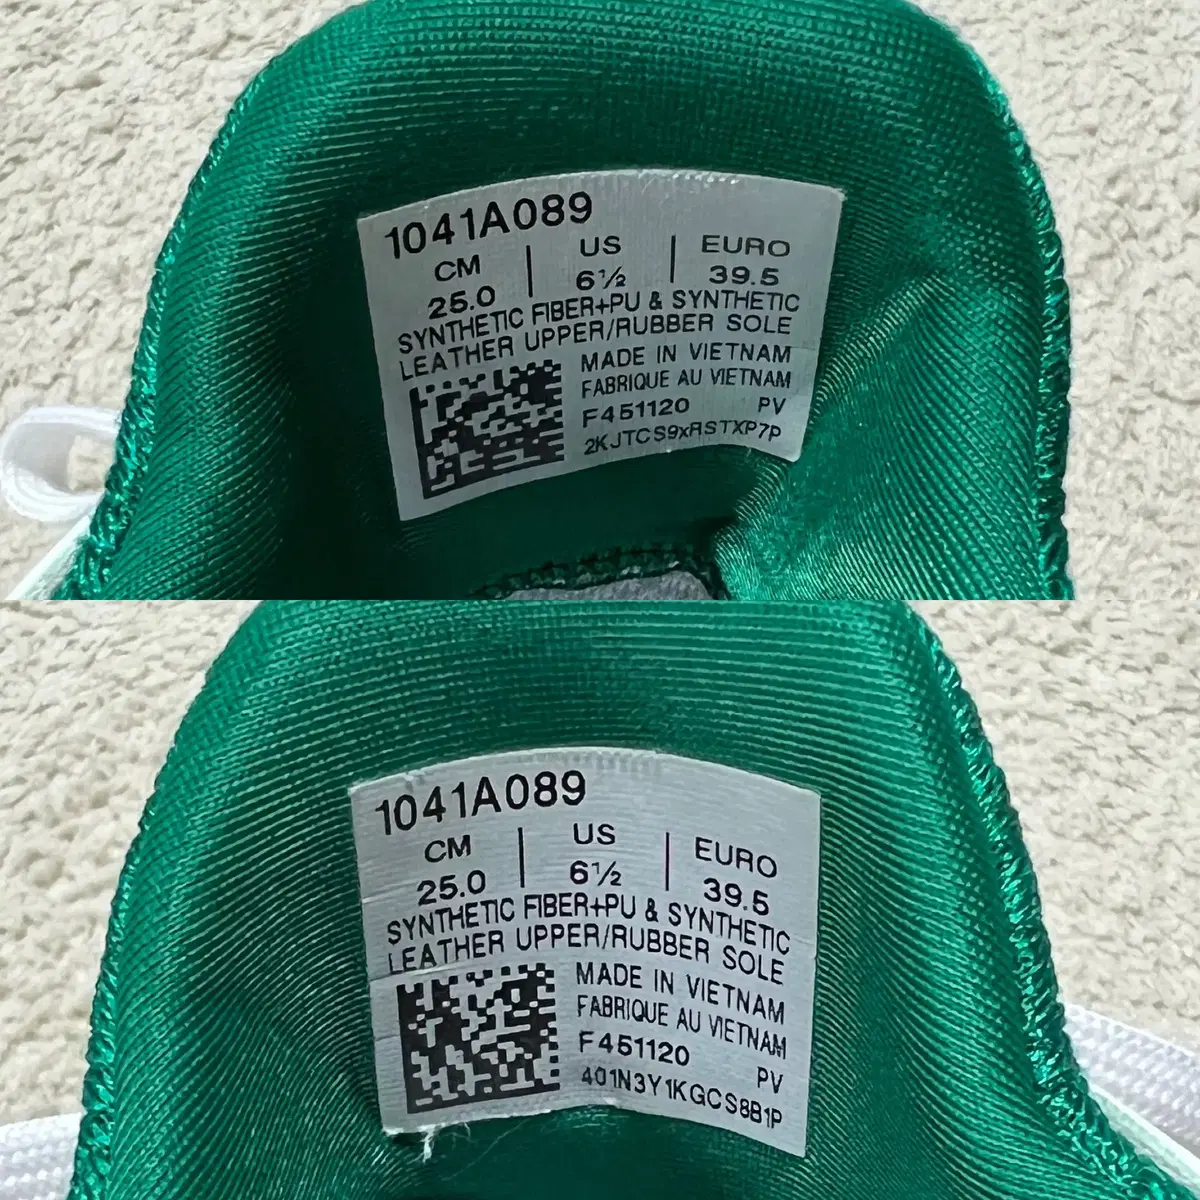 1041A089
CM | US | EURO
25.0 | 6½ | 39.5
SYNTHETIC FIBER+PU & SYNTHETIC
LEATHER UPPER/RUBBER SOLE
MADE IN VIETNAM
FABRIQUE AU VIETNAM
F451120 PV
2KJTCS9xRSTXP7P
1041A089
CM | US | EURO
25.0 | 6½ | 39.5
SYNTHETIC FIBER+PU & SYNTHETIC
LEATHER UPPER/RUBBER SOLE
MADE IN VIETNAM
FABRIQUE AU VIETNAM
F451120 PV
401N3Y1KGCS8B1P